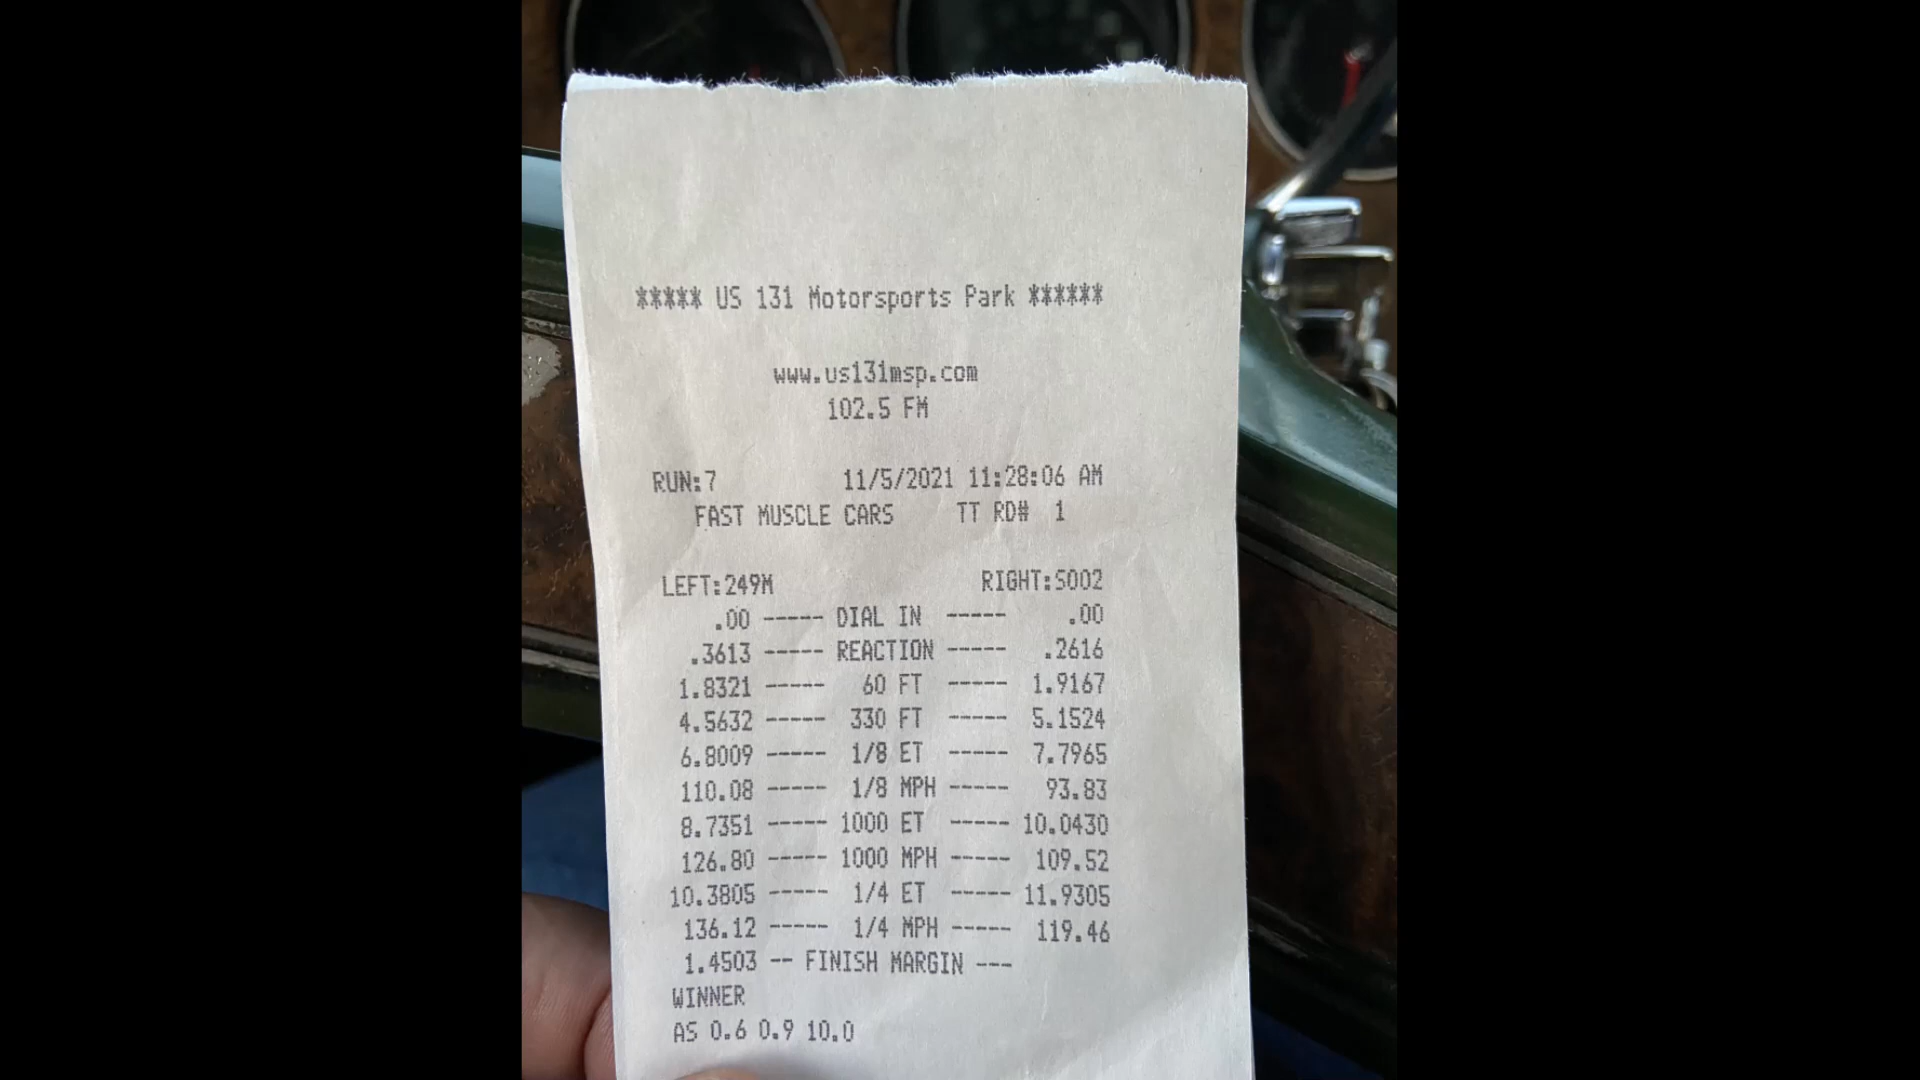 ***** US 131 Motorsports Park ******
www.us131msp.com
102.5 FM
RUN:7 11/5/2021 11:28:06 AM
FAST MUSCLE CARS TT RD# 1
LEFT:249M RIGHT:S002
.00 ----- DIAL IN ----- .00
.3613 ----- REACTION ----- .2616
1.8321 ----- 60 FT ----- 1.9167
4.5632 ----- 330 FT ----- 5.1524
6.8009 ----- 1/8 ET ----- 7.7965
110.08 ----- 1/8 MPH ----- 93.83
8.7351 ----- 1000 ET ----- 10.0430
126.80 ----- 1000 MPH ----- 109.52
10.3805 ----- 1/4 ET ----- 11.9305
136.12 ----- 1/4 MPH ----- 119.46
1.4503 -- FINISH MARGIN ---
WINNER
AS 0.6 0.9 10.0